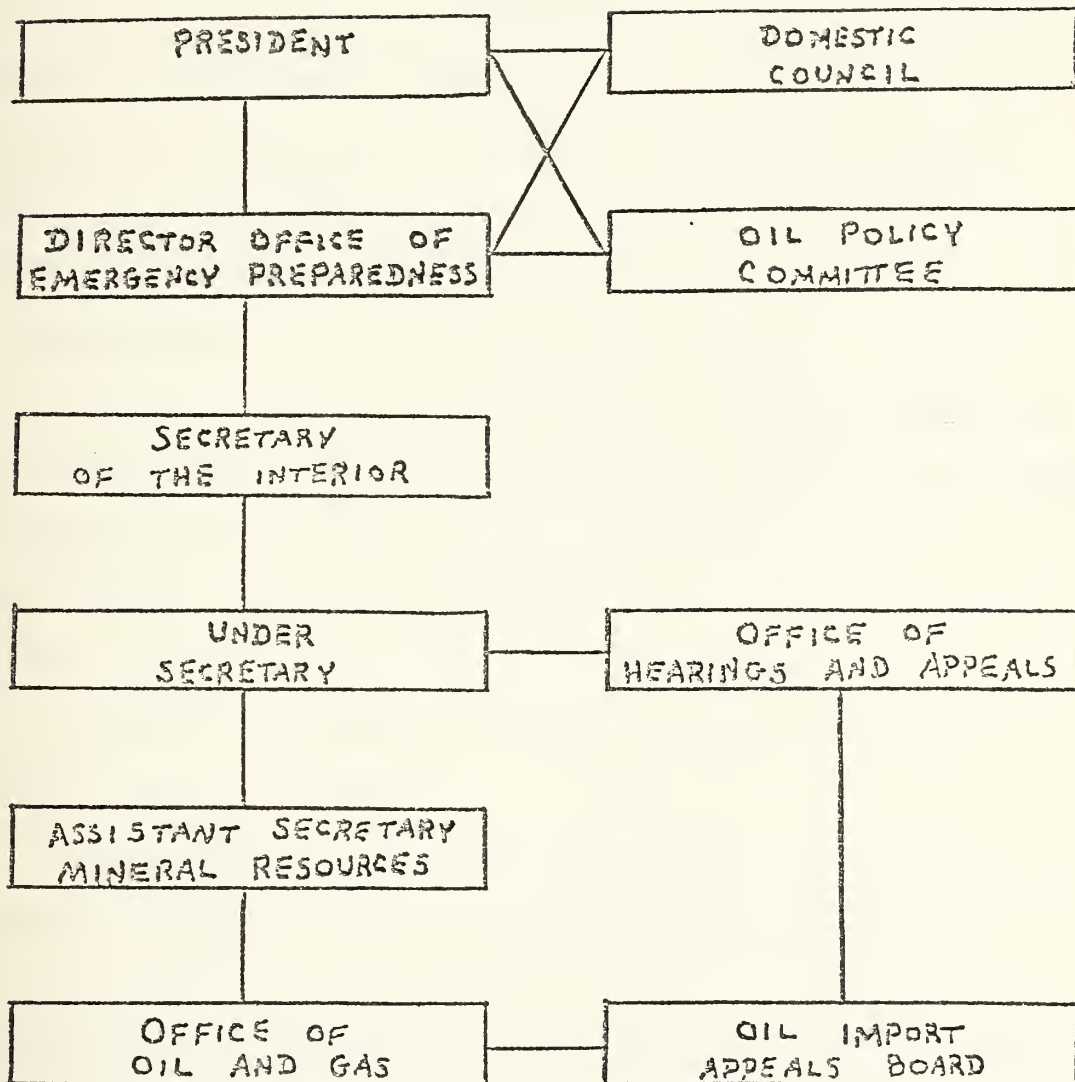 PRESIDENT
DOMESTIC
COUNCIL
DIRECTOR OFFICE OF
EMERGENCY PREPAREDNESS
OIL POLICY
COMMITTEE
SECRETARY
OF THE INTERIOR
UNDER
SECRETARY
OFFICE OF
HEARINGS AND APPEALS
ASSISTANT SECRETARY
MINERAL RESOURCES
OFFICE OF
OIL AND GAS
OIL IMPORT
APPEALS BOARD